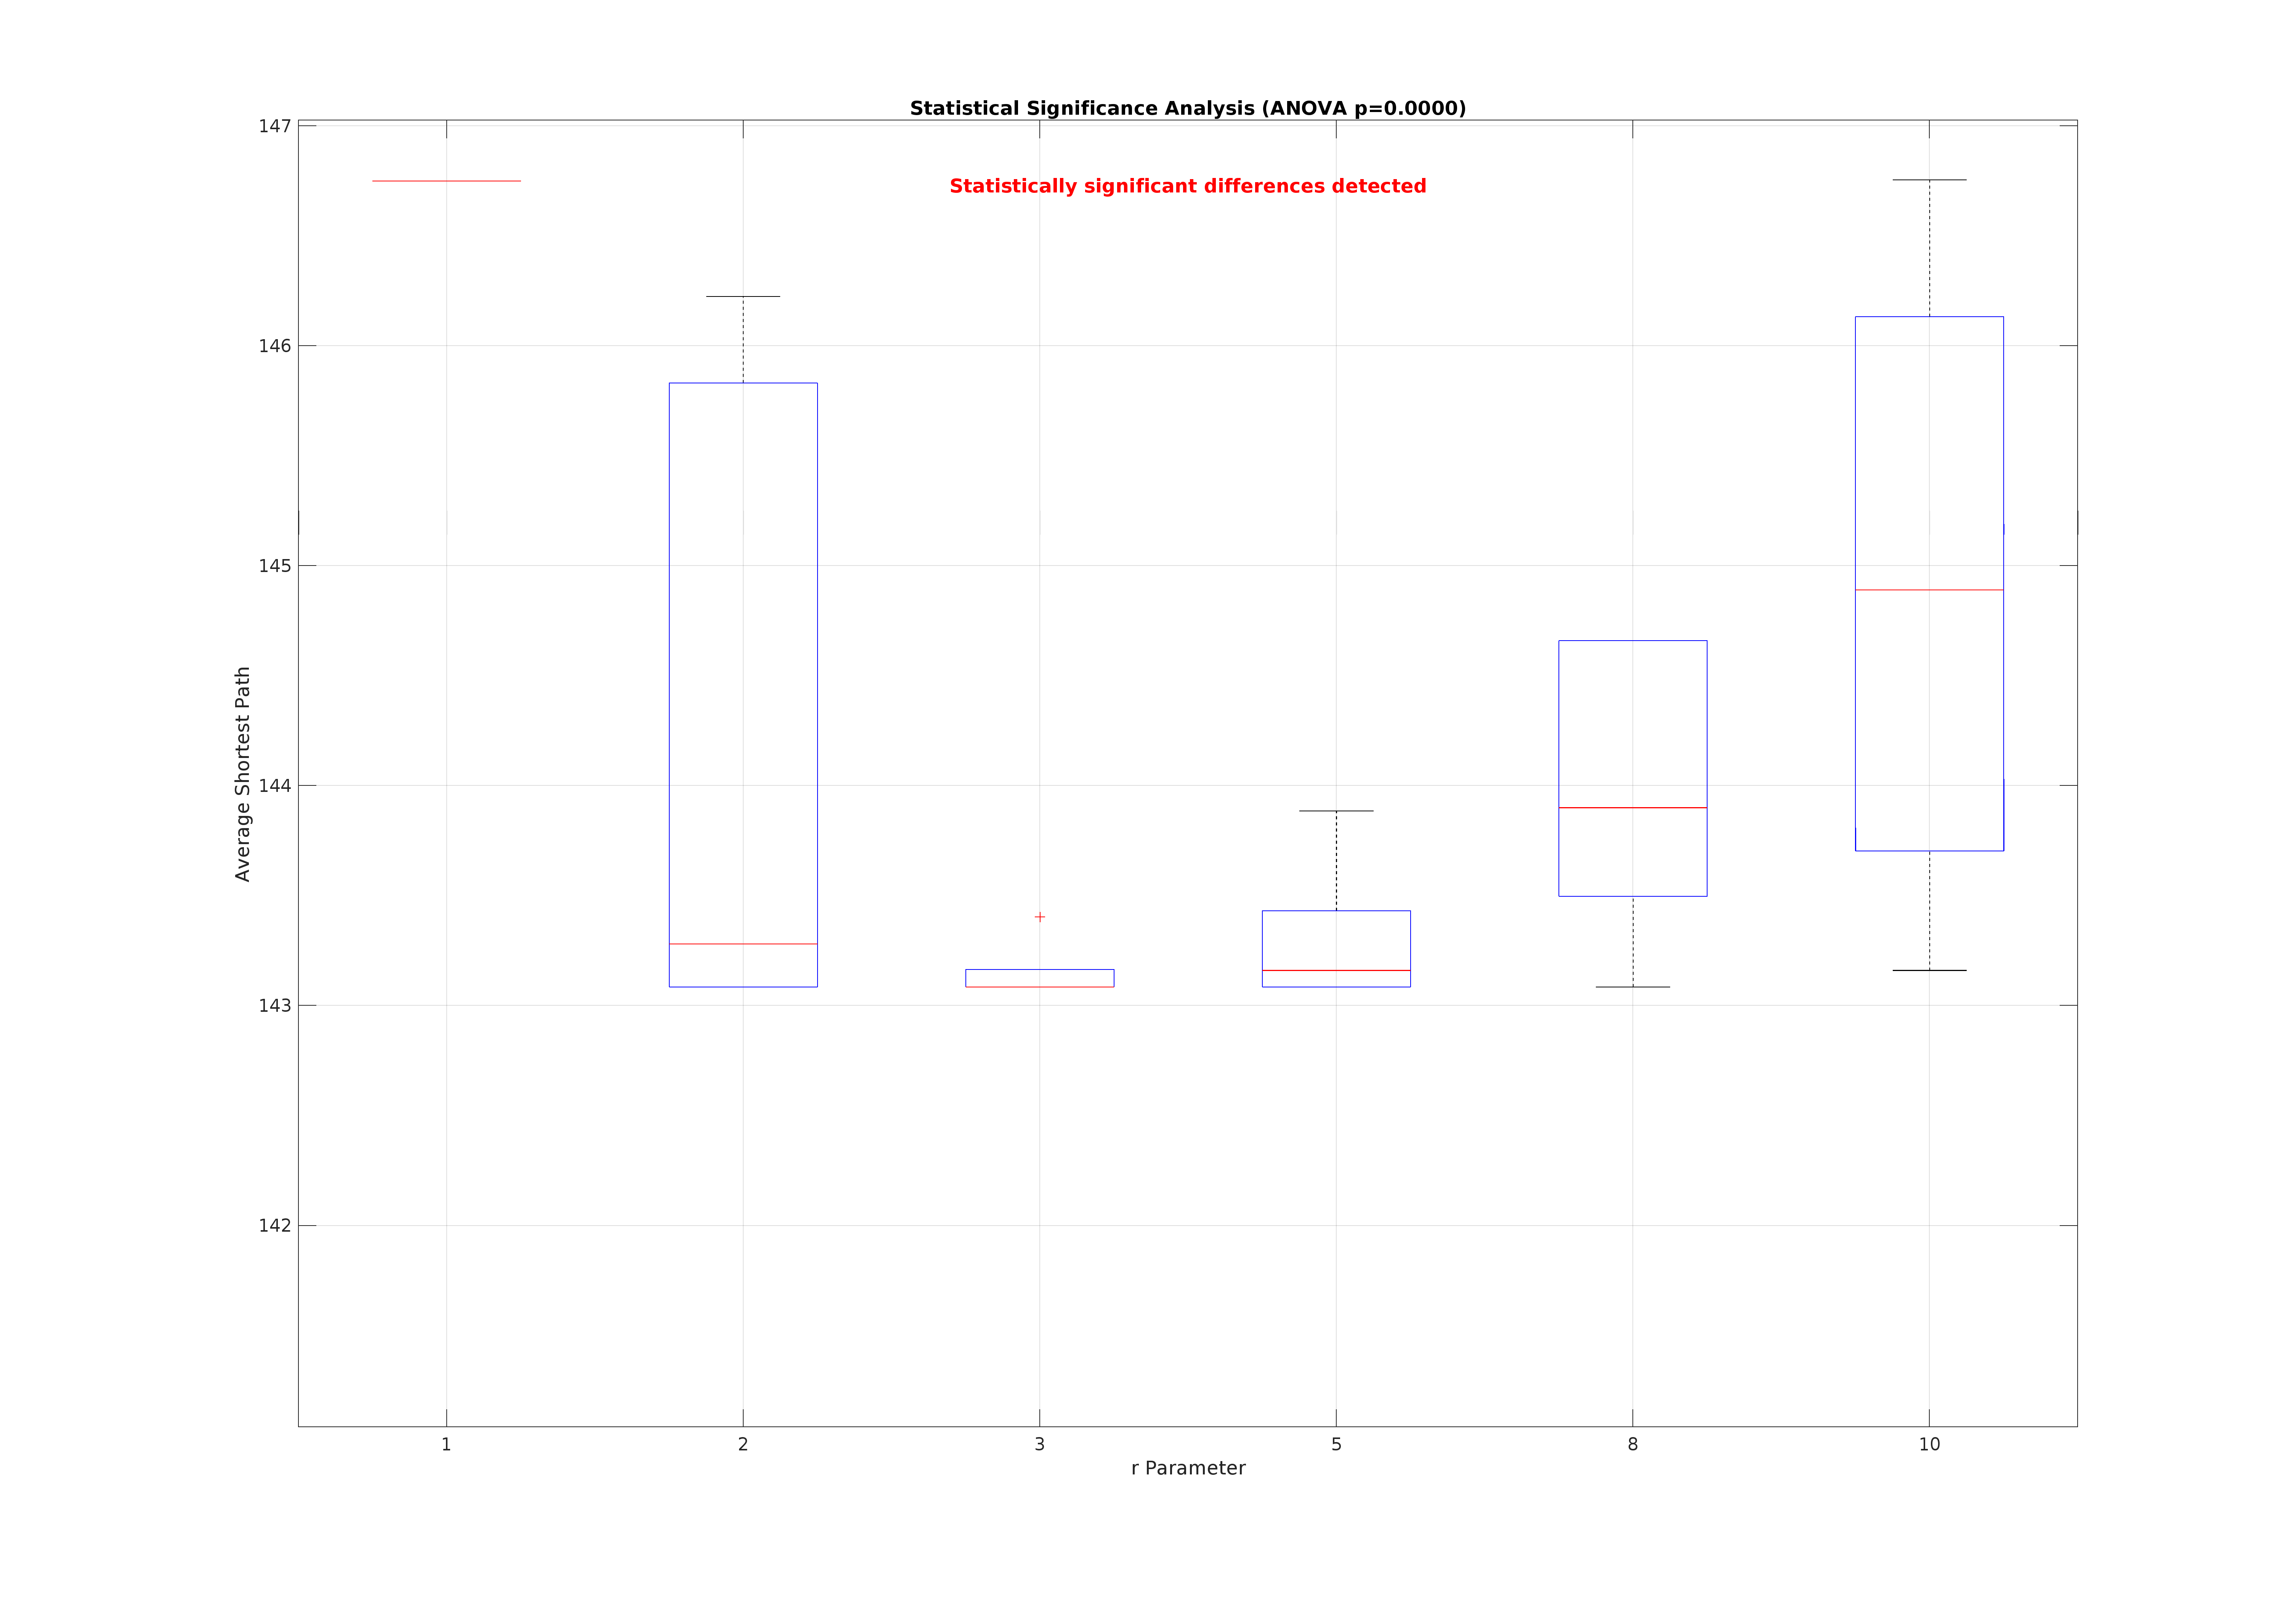 Statistical Significance Analysis (ANOVA p=0.0000)
147
Statistically significant differences detected
146
145
144
143
142
Average Shortest Path
1 2 3 5 8 10
r Parameter